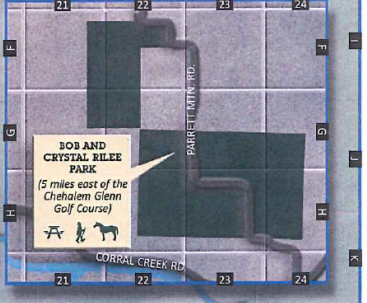 21 22 23 24
F F
I
PARRETT MTN. RD.
G G
BOB AND
CRYSTAL RILEE
PARK
(5 miles east of the
Chehalem Glenn
Golf Course)
J
H H
CORRAL CREEK RD.
K
21 22 23 24